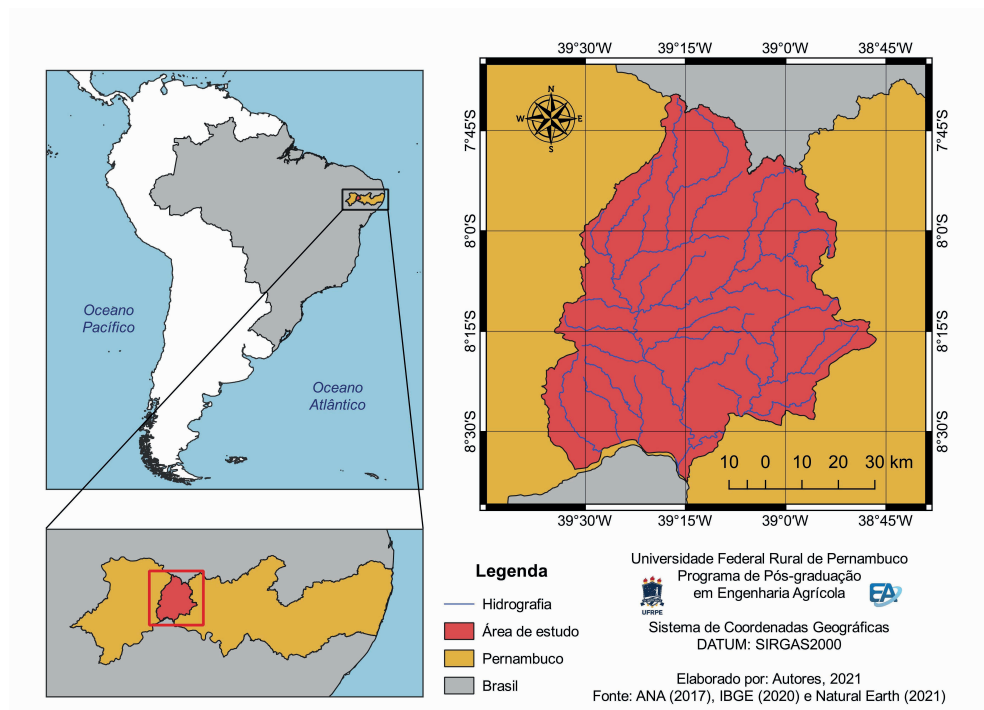 Oceano
Pacífico
Oceano
Atlântico
39°30'W 39°15'W 39°0'W 38°45'W
7°45'S 7°45'S
8°0'S 8°0'S
8°15'S 8°15'S
8°30'S 8°30'S
N
W E
S
10 0 10 20 30 km
39°30'W 39°15'W 39°0'W 38°45'W
Legenda
Hidrografia
Área de estudo
Pernambuco
Brasil
Universidade Federal Rural de Pernambuco
Programa de Pós-graduação
em Engenharia Agrícola
UFRPE
EA
Sistema de Coordenadas Geográficas
DATUM: SIRGAS2000
Elaborado por: Autores, 2021
Fonte: ANA (2017), IBGE (2020) e Natural Earth (2021)